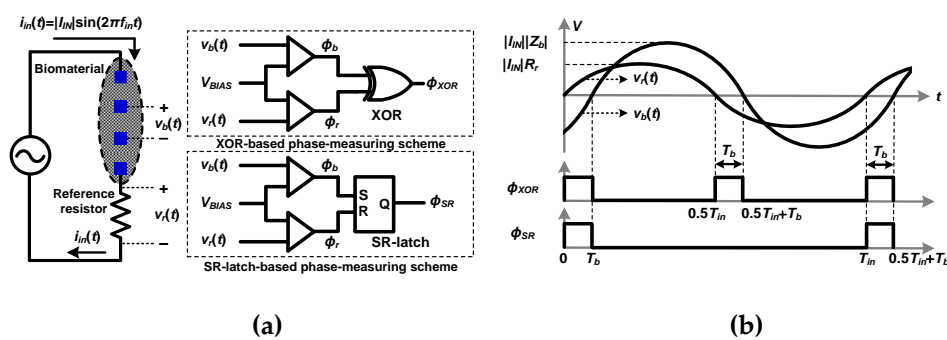 i_in(t)=|I_IN|sin(2πf_in t)
Biomaterial
+
v_b(t)
−
+
Reference
resistor
v_r(t)
i_in(t)
−
v_b(t)
ϕ_b
V_BIAS
v_r(t)
ϕ_r
XOR
ϕ_XOR
XOR-based phase-measuring scheme
v_b(t)
ϕ_b
V_BIAS
S
R
Q
ϕ_SR
v_r(t)
ϕ_r
SR-latch
SR-latch-based phase-measuring scheme
(a)
V
|I_IN||Z_b|
|I_IN|R_r
v_r(t)
t
v_b(t)
T_b
T_b
ϕ_XOR
0.5T_in
0.5T_in+T_b
ϕ_SR
0
T_b
T_in
0.5T_in+T_b
(b)